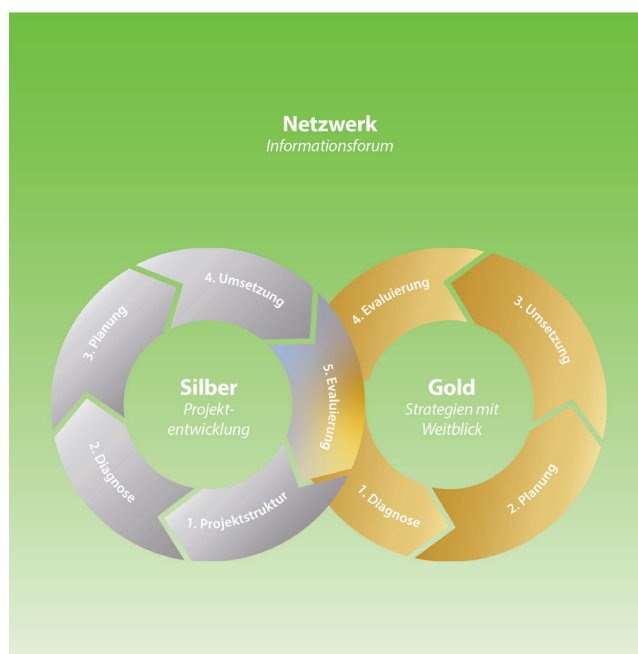 Netzwerk
Informationsforum
Silber
Projekt-
entwicklung
1. Projektstruktur
2. Diagnose
3. Planung
4. Umsetzung
5. Evaluierung
Gold
Strategien mit
Weitblick
1. Diagnose
2. Planung
3. Umsetzung
4. Evaluierung